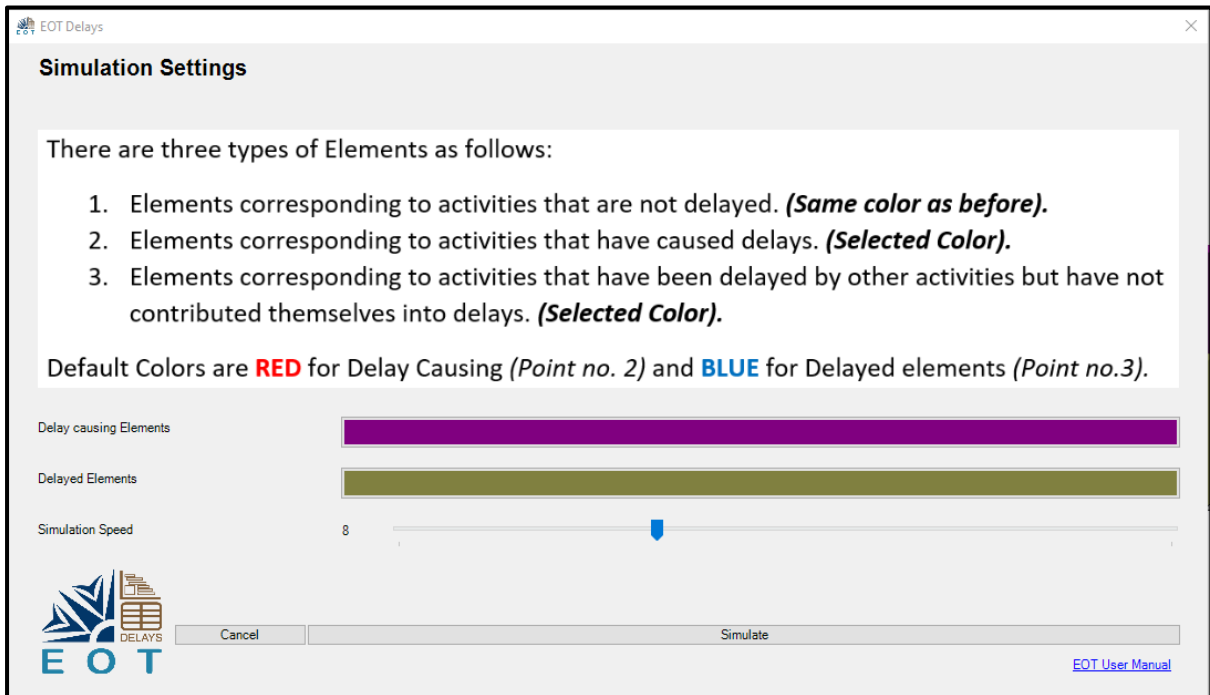 EOT EOT Delays
Simulation Settings
There are three types of Elements as follows:
1. Elements corresponding to activities that are not delayed. (Same color as before).
2. Elements corresponding to activities that have caused delays. (Selected Color).
3. Elements corresponding to activities that have been delayed by other activities but have not
contributed themselves into delays. (Selected Color).
Default Colors are RED for Delay Causing (Point no. 2) and BLUE for Delayed elements (Point no.3).
Delay causing Elements
Delayed Elements
Simulation Speed 8
DELAYS
EOT
Cancel Simulate
EOT User Manual